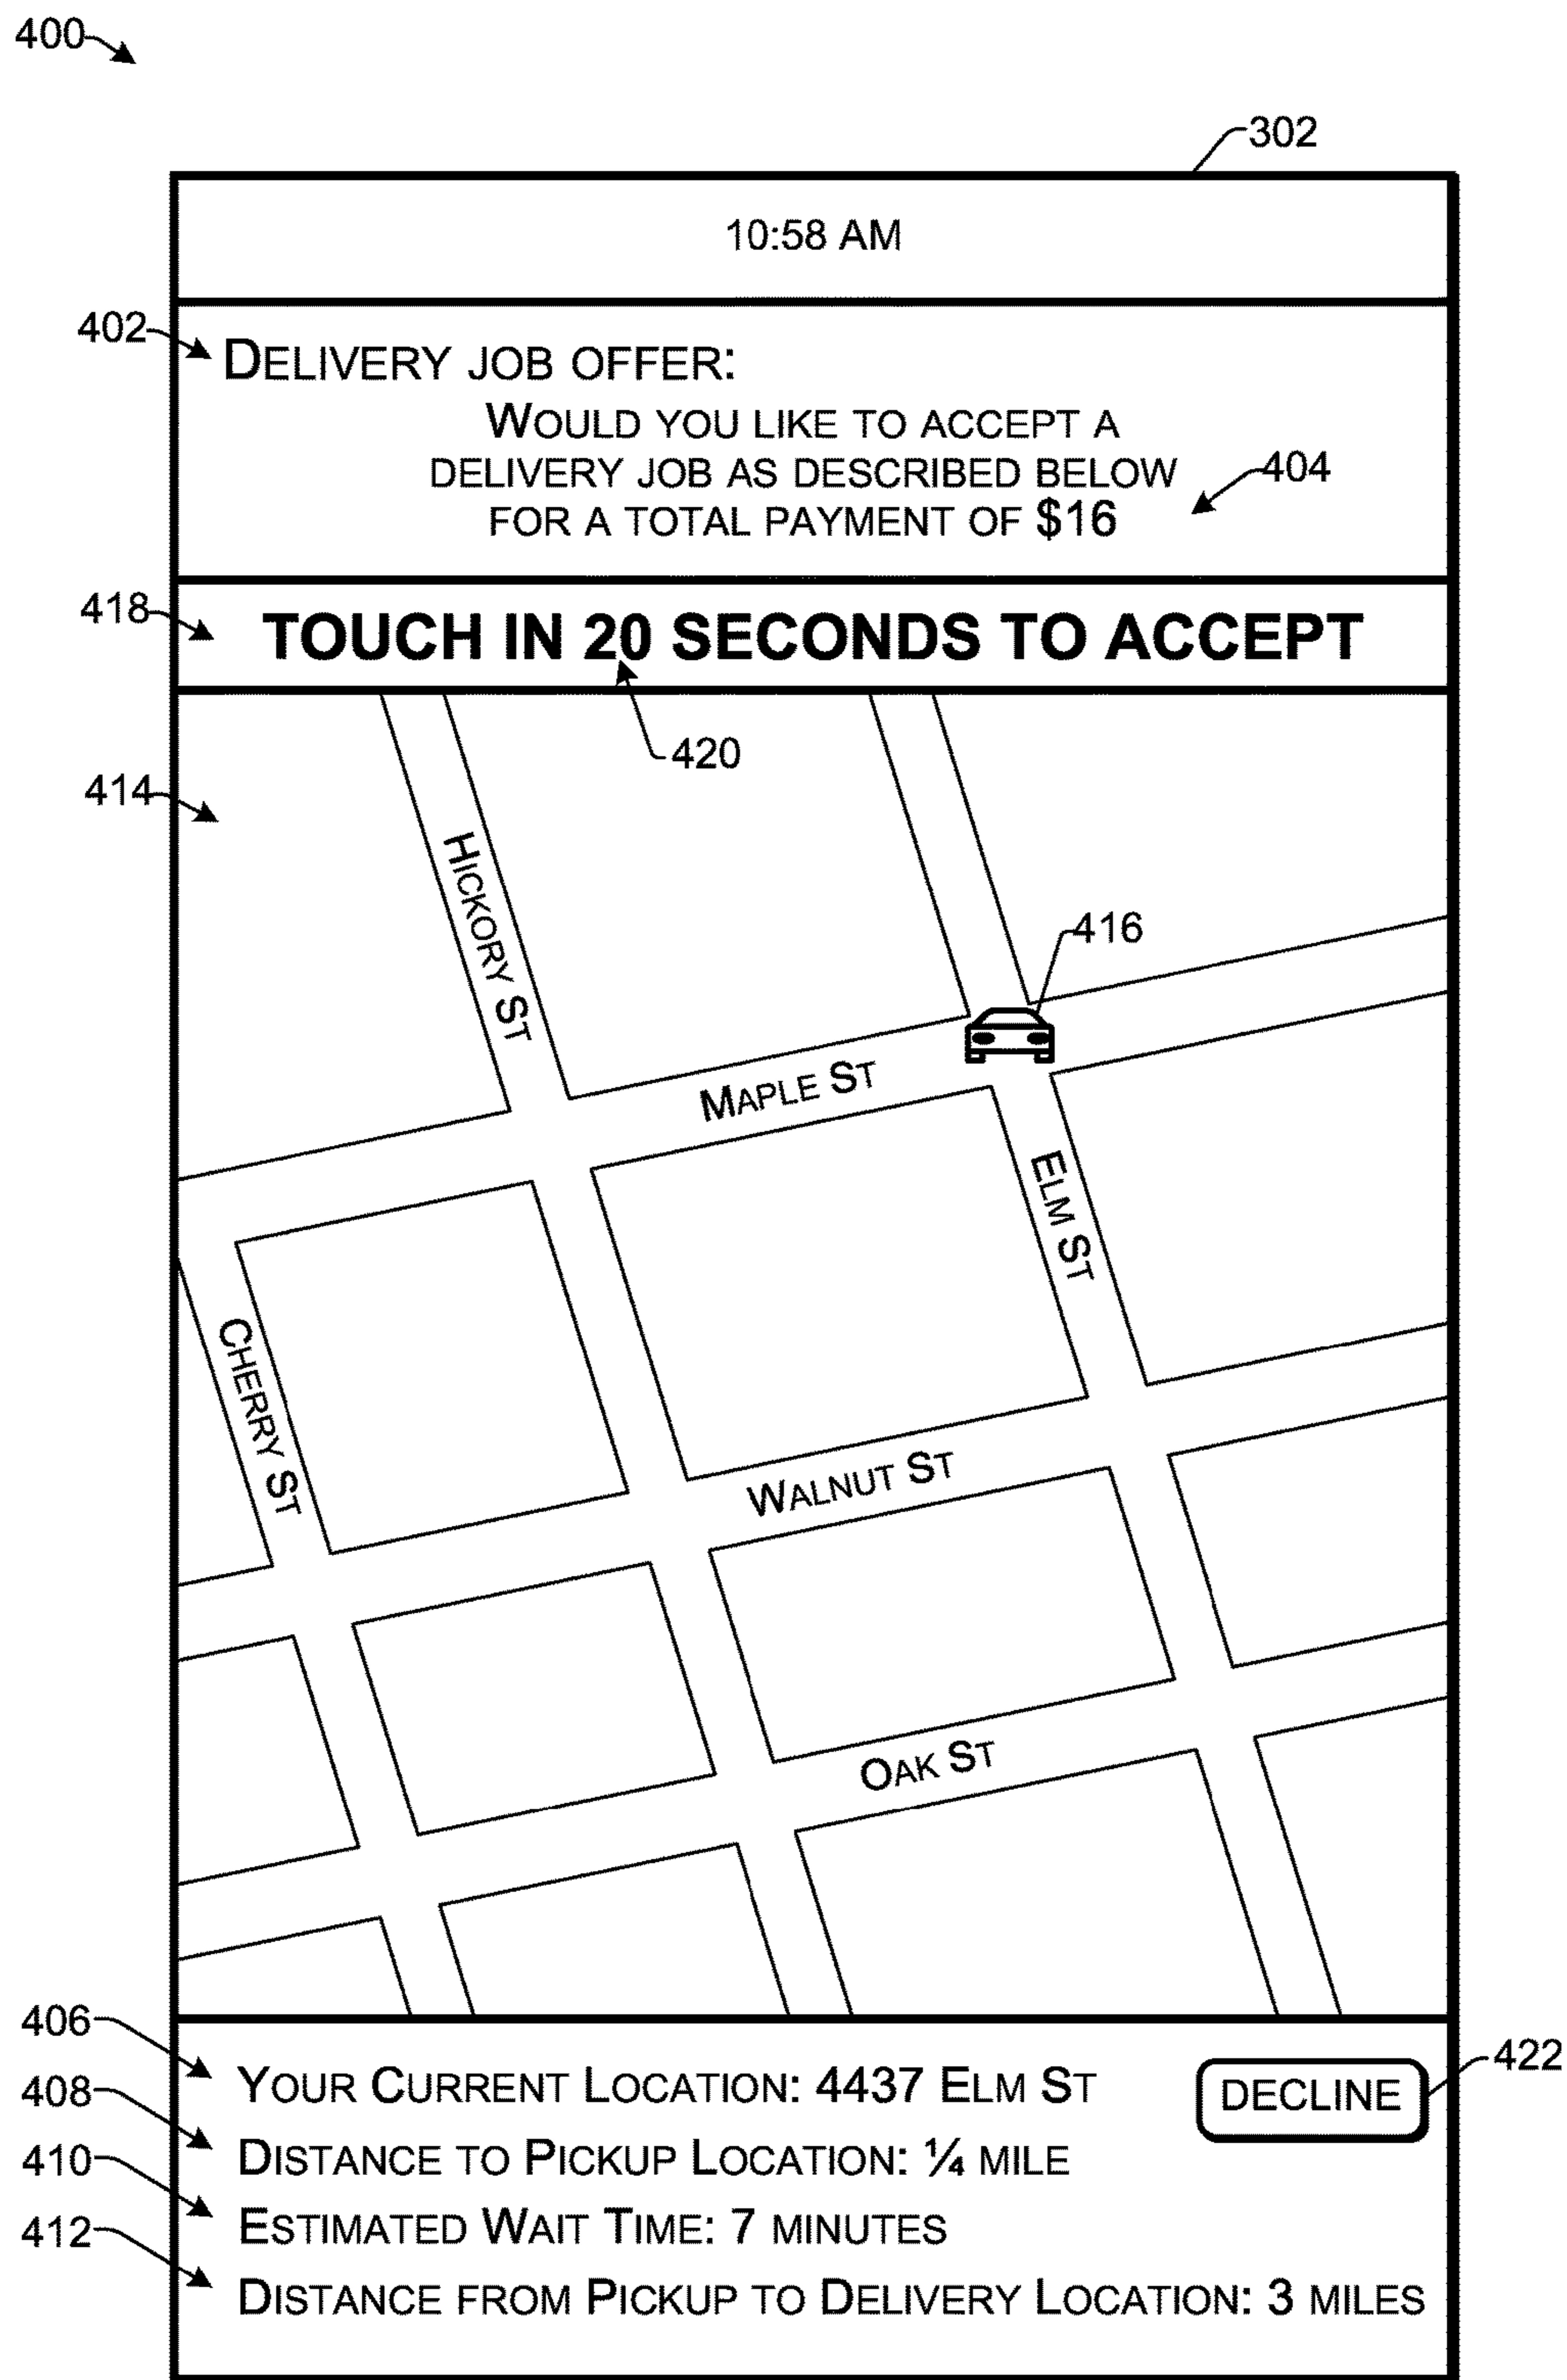 400
302
10:58 AM
402
DELIVERY JOB OFFER:
WOULD YOU LIKE TO ACCEPT A
DELIVERY JOB AS DESCRIBED BELOW
FOR A TOTAL PAYMENT OF $16
404
418
TOUCH IN 20 SECONDS TO ACCEPT
420
414
HICKORY ST
416
MAPLE ST
ELM ST
CHERRY ST
WALNUT ST
OAK ST
406
YOUR CURRENT LOCATION: 4437 ELM ST
DECLINE
422
408
DISTANCE TO PICKUP LOCATION: ¼ MILE
410
ESTIMATED WAIT TIME: 7 MINUTES
412
DISTANCE FROM PICKUP TO DELIVERY LOCATION: 3 MILES